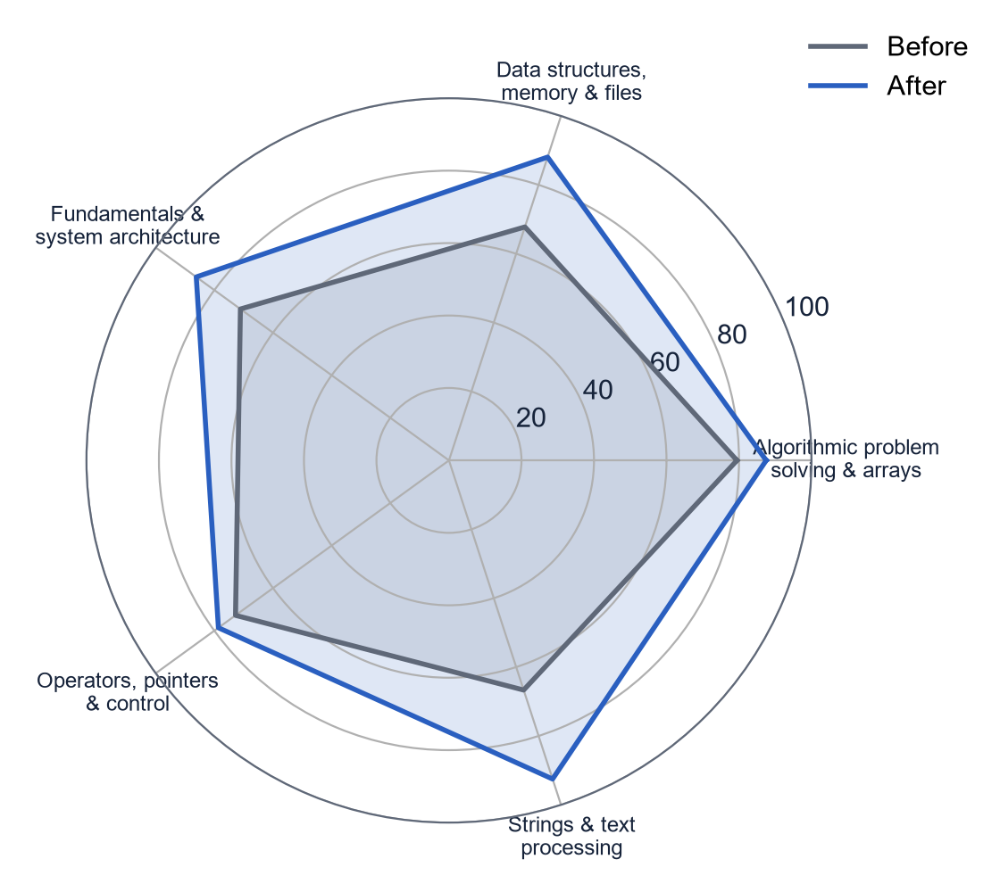 Before
After
Data structures,
memory & files
Fundamentals &
system architecture
100
80
60
40
20
Algorithmic problem
solving & arrays
Operators, pointers
& control
Strings & text
processing